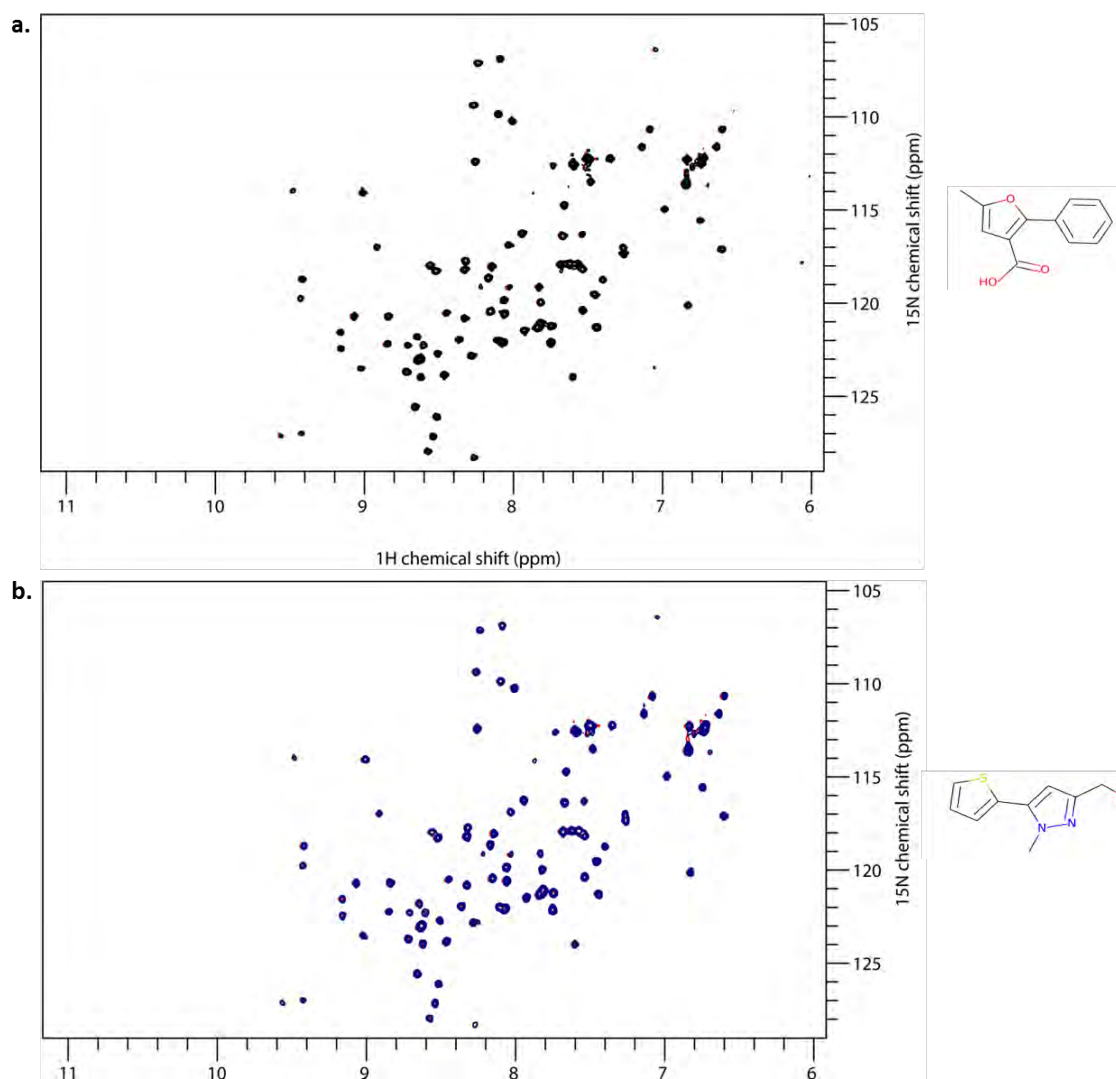 a.
105
110
115
120
125
15N chemical shift (ppm)
11 10 9 8 7 6
1H chemical shift (ppm)
O
O
HO
b.
105
110
115
120
125
15N chemical shift (ppm)
11 10 9 8 7 6
S
N
N